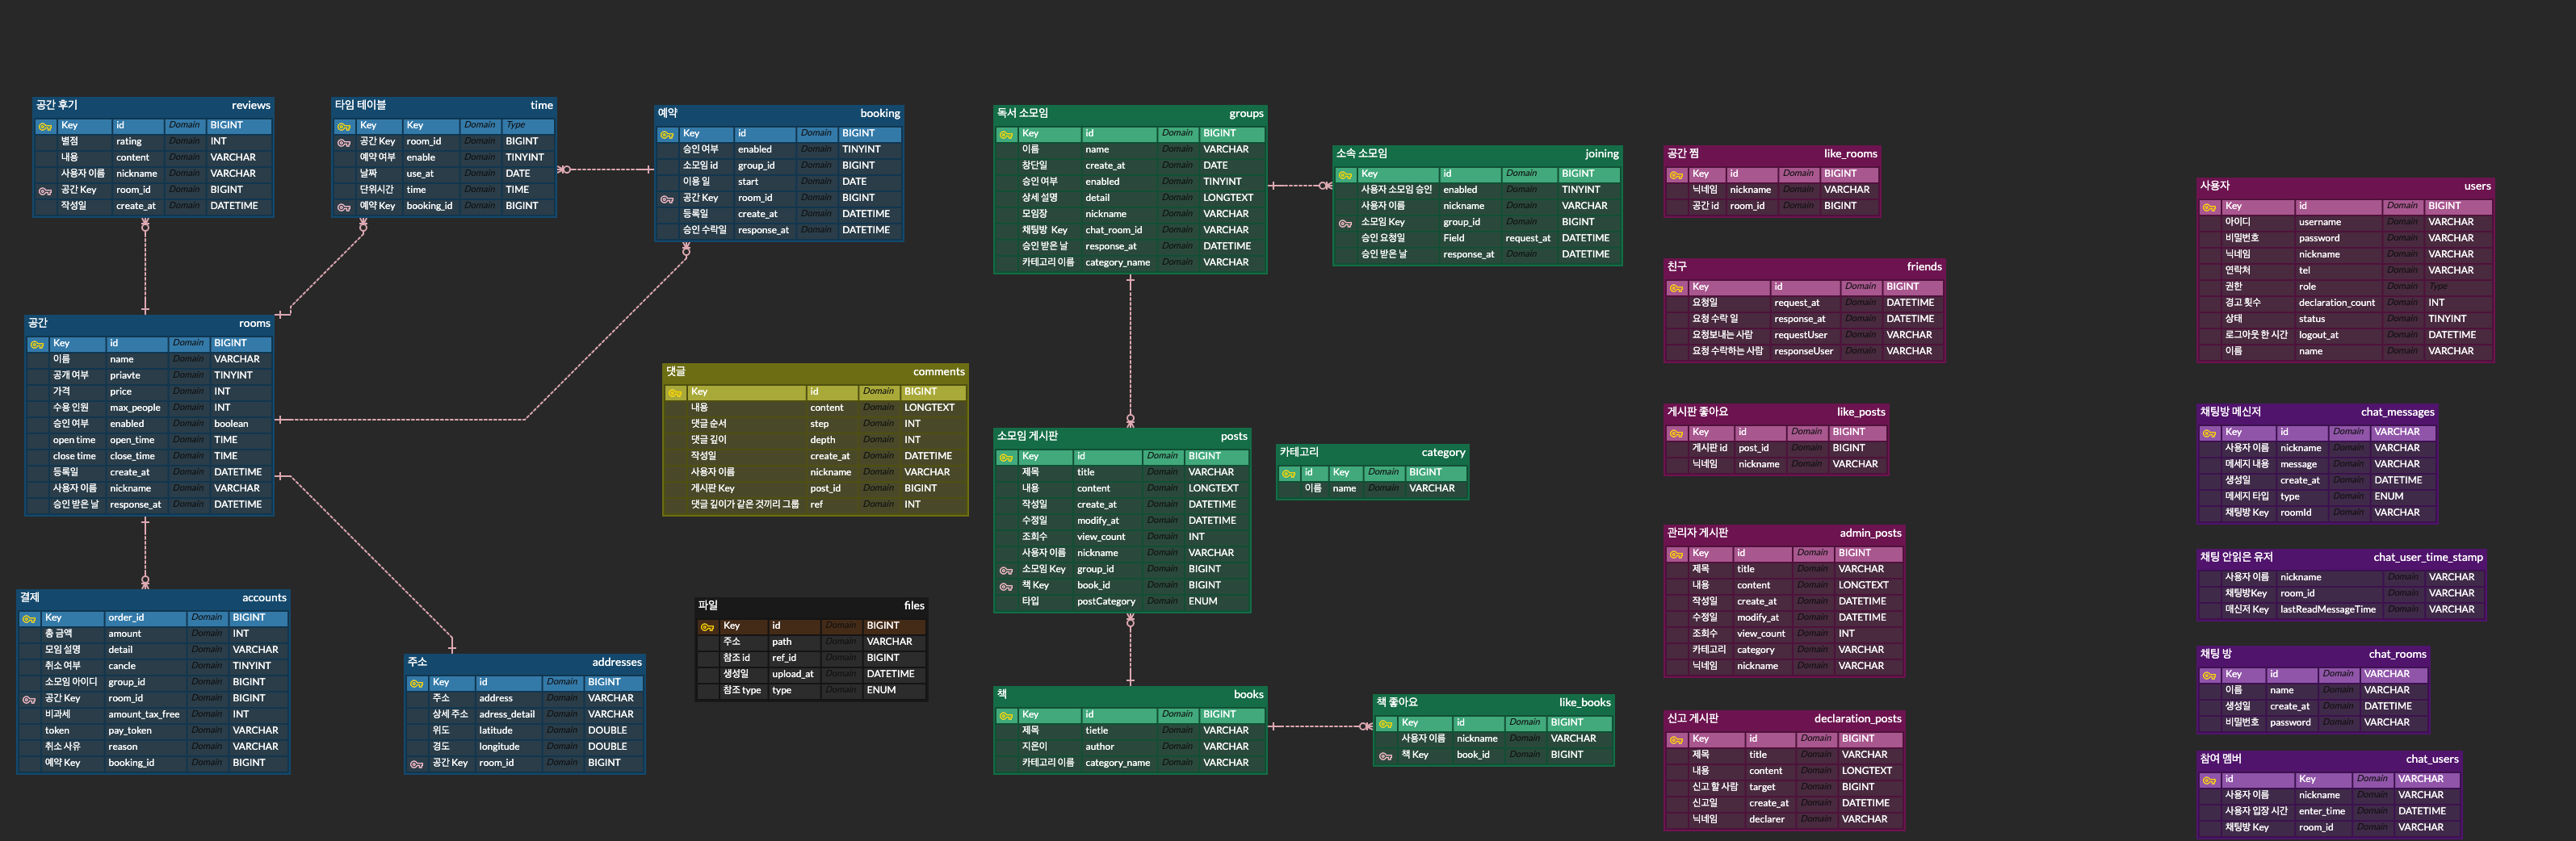 공간 후기 reviews
Key id Domain BIGINT
별점 rating Domain INT
내용 content Domain VARCHAR
사용자 이름 nickname Domain VARCHAR
공간 Key room_id Domain BIGINT
작성일 create_at Domain DATETIME
타임 테이블 time
Key Key Domain Type
공간 Key room_id Domain BIGINT
예약 여부 enable Domain TINYINT
날짜 use_at Domain DATE
단위시간 time Domain TIME
예약 Key booking_id Domain BIGINT
예약 booking
Key id Domain BIGINT
승인 여부 enabled Domain TINYINT
소모임 id group_id Domain BIGINT
이용 일 start Domain DATE
공간 Key room_id Domain BIGINT
등록일 create_at Domain DATETIME
승인 수락일 response_at Domain DATETIME
공간 rooms
Key id Domain BIGINT
이름 name Domain VARCHAR
공개 여부 priavte Domain TINYINT
가격 price Domain INT
수용 인원 max_people Domain INT
승인 여부 enabled Domain boolean
open time open_time Domain TIME
close time close_time Domain TIME
등록일 create_at Domain DATETIME
사용자 이름 nickname Domain VARCHAR
승인 받은 날 response_at Domain DATETIME
결제 accounts
Key order_id Domain BIGINT
총 금액 amount Domain INT
모임 설명 detail Domain VARCHAR
취소 여부 cancle Domain TINYINT
소모임 아이디 group_id Domain BIGINT
공간 Key room_id Domain BIGINT
비과세 amount_tax_free Domain INT
token pay_token Domain VARCHAR
취소 사유 reason Domain VARCHAR
예약 Key booking_id Domain BIGINT
주소 addresses
Key id Domain BIGINT
주소 address Domain VARCHAR
상세 주소 adress_detail Domain VARCHAR
위도 latitude Domain DOUBLE
경도 longitude Domain DOUBLE
공간 Key room_id Domain BIGINT
댓글 comments
Key id Domain BIGINT
내용 content Domain LONGTEXT
댓글 순서 step Domain INT
댓글 깊이 depth Domain INT
작성일 create_at Domain DATETIME
사용자 이름 nickname Domain VARCHAR
게시판 Key post_id Domain BIGINT
댓글 깊이가 같은 것끼리 그룹 ref Domain INT
파일 files
Key id Domain BIGINT
주소 path Domain VARCHAR
참조 id ref_id Domain BIGINT
생성일 upload_at Domain DATETIME
참조 type type Domain ENUM
독서 소모임 groups
Key id Domain BIGINT
이름 name Domain VARCHAR
창단일 create_at Domain DATE
승인 여부 enabled Domain TINYINT
상세 설명 detail Domain LONGTEXT
모임장 nickname Domain VARCHAR
채팅방 Key chat_room_id Domain VARCHAR
승인 받은 날 response_at Domain DATETIME
카테고리 이름 category_name Domain VARCHAR
소속 소모임 joining
Key id Domain BIGINT
사용자 소모임 승인 enabled Domain TINYINT
사용자 이름 nickname Domain VARCHAR
소모임 Key group_id Domain BIGINT
승인 요청일 Field request_at DATETIME
승인 받은 날 response_at Domain DATETIME
소모임 게시판 posts
Key id Domain BIGINT
제목 title Domain VARCHAR
내용 content Domain LONGTEXT
작성일 create_at Domain DATETIME
수정일 modify_at Domain DATETIME
조회수 view_count Domain INT
사용자 이름 nickname Domain VARCHAR
소모임 Key group_id Domain BIGINT
책 Key book_id Domain BIGINT
타입 postCategory Domain ENUM
카테고리 category
id Key Domain BIGINT
이름 name Domain VARCHAR
책 books
Key id Domain BIGINT
제목 tietle Domain VARCHAR
지은이 author Domain VARCHAR
카테고리 이름 category_name Domain VARCHAR
책 좋아요 like_books
Key id Domain BIGINT
사용자 이름 nickname Domain VARCHAR
책 Key book_id Domain BIGINT
공간 찜 like_rooms
Key id Domain BIGINT
닉네임 nickname Domain VARCHAR
공간 id room_id Domain BIGINT
친구 friends
Key id Domain BIGINT
요청일 request_at Domain DATETIME
요청 수락 일 response_at Domain DATETIME
요청보내는 사람 requestUser Domain VARCHAR
요청 수락하는 사람 responseUser Domain VARCHAR
게시판 좋아요 like_posts
Key id Domain BIGINT
게시판 id post_id Domain BIGINT
닉네임 nickname Domain VARCHAR
관리자 게시판 admin_posts
Key id Domain BIGINT
제목 title Domain VARCHAR
내용 content Domain LONGTEXT
작성일 create_at Domain DATETIME
수정일 modify_at Domain DATETIME
조회수 view_count Domain INT
카테고리 category Domain VARCHAR
닉네임 nickname Domain VARCHAR
신고 게시판 declaration_posts
Key id Domain BIGINT
제목 title Domain VARCHAR
내용 content Domain LONGTEXT
신고 할 사람 target Domain BIGINT
신고일 create_at Domain DATETIME
닉네임 declarer Domain VARCHAR
사용자 users
Key id Domain BIGINT
아이디 username Domain VARCHAR
비밀번호 password Domain VARCHAR
닉네임 nickname Domain VARCHAR
연락처 tel Domain VARCHAR
권한 role Domain Type
경고 횟수 declaration_count Domain INT
상태 status Domain TINYINT
로그아웃 한 시간 logout_at Domain DATETIME
이름 name Domain VARCHAR
채팅방 메신저 chat_messages
Key id Domain VARCHAR
사용자 이름 nickname Domain VARCHAR
메세지 내용 message Domain VARCHAR
생성일 create_at Domain DATETIME
메세지 타입 type Domain ENUM
채팅방 Key roomId Domain VARCHAR
채팅 안읽은 유저 chat_user_time_stamp
사용자 이름 nickname Domain VARCHAR
채팅방Key room_id Domain VARCHAR
매신저 Key lastReadMessageTime Domain VARCHAR
채팅 방 chat_rooms
Key id Domain VARCHAR
이름 name Domain VARCHAR
생성일 create_at Domain DATETIME
비밀번호 password Domain VARCHAR
참여 멤버 chat_users
id Key Domain VARCHAR
사용자 이름 nickname Domain VARCHAR
사용자 입장 시간 enter_time Domain DATETIME
채팅방 Key room_id Domain VARCHAR